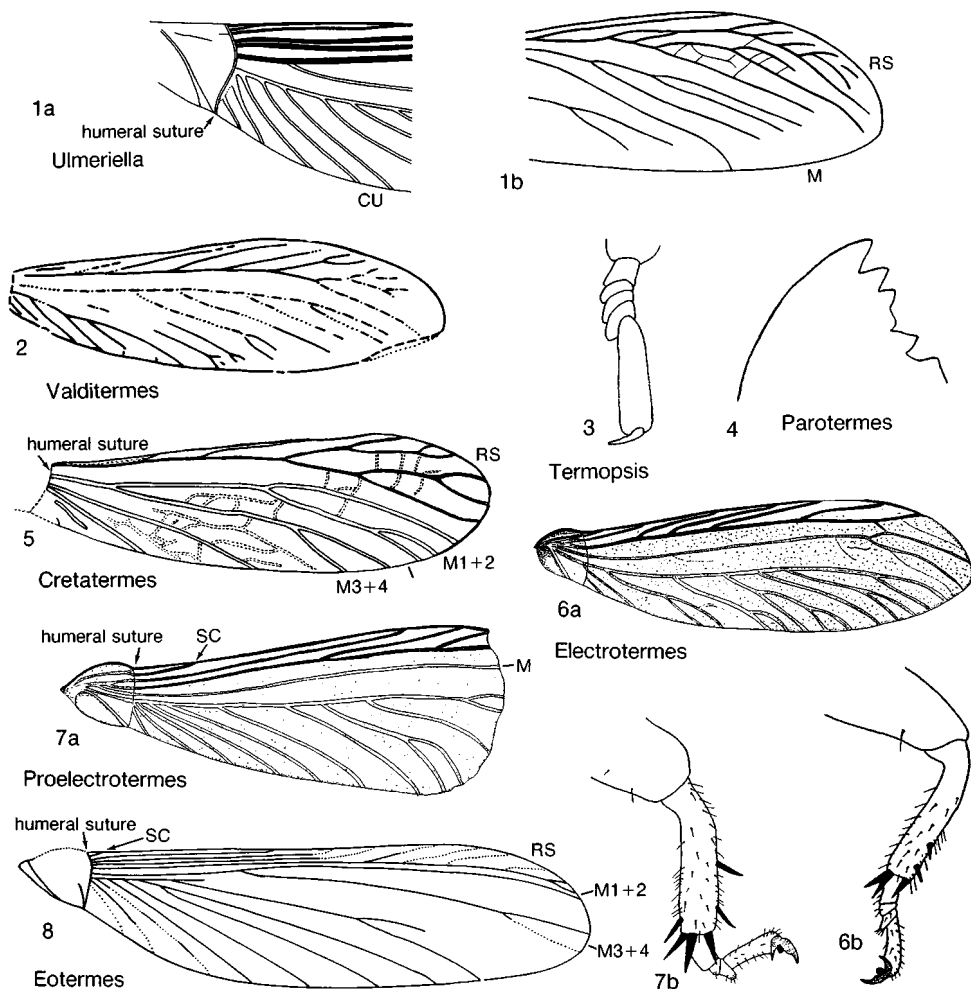 1a
humeral suture
Ulmeriella
CU
1b
RS
M
2
Valditermes
3
Termopsis
4
Parotermes
humeral suture
RS
5
Cretatermes
M3+4
M1+2
6a
Electrotermes
humeral suture
SC
M
7a
Proelectrotermes
humeral suture
SC
RS
M1+2
8
M3+4
Eotermes
7b
6b